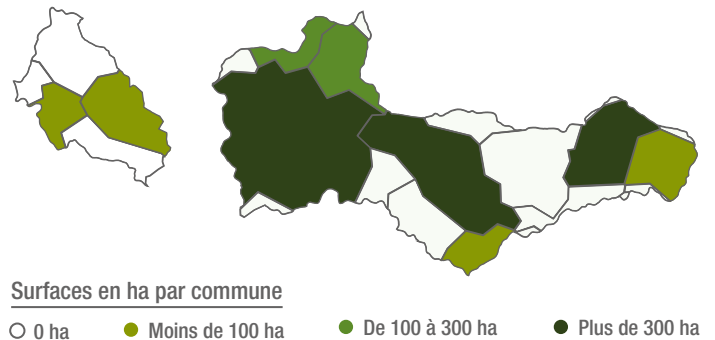 Surfaces en ha par commune
0 ha Moins de 100 ha De 100 à 300 ha Plus de 300 ha